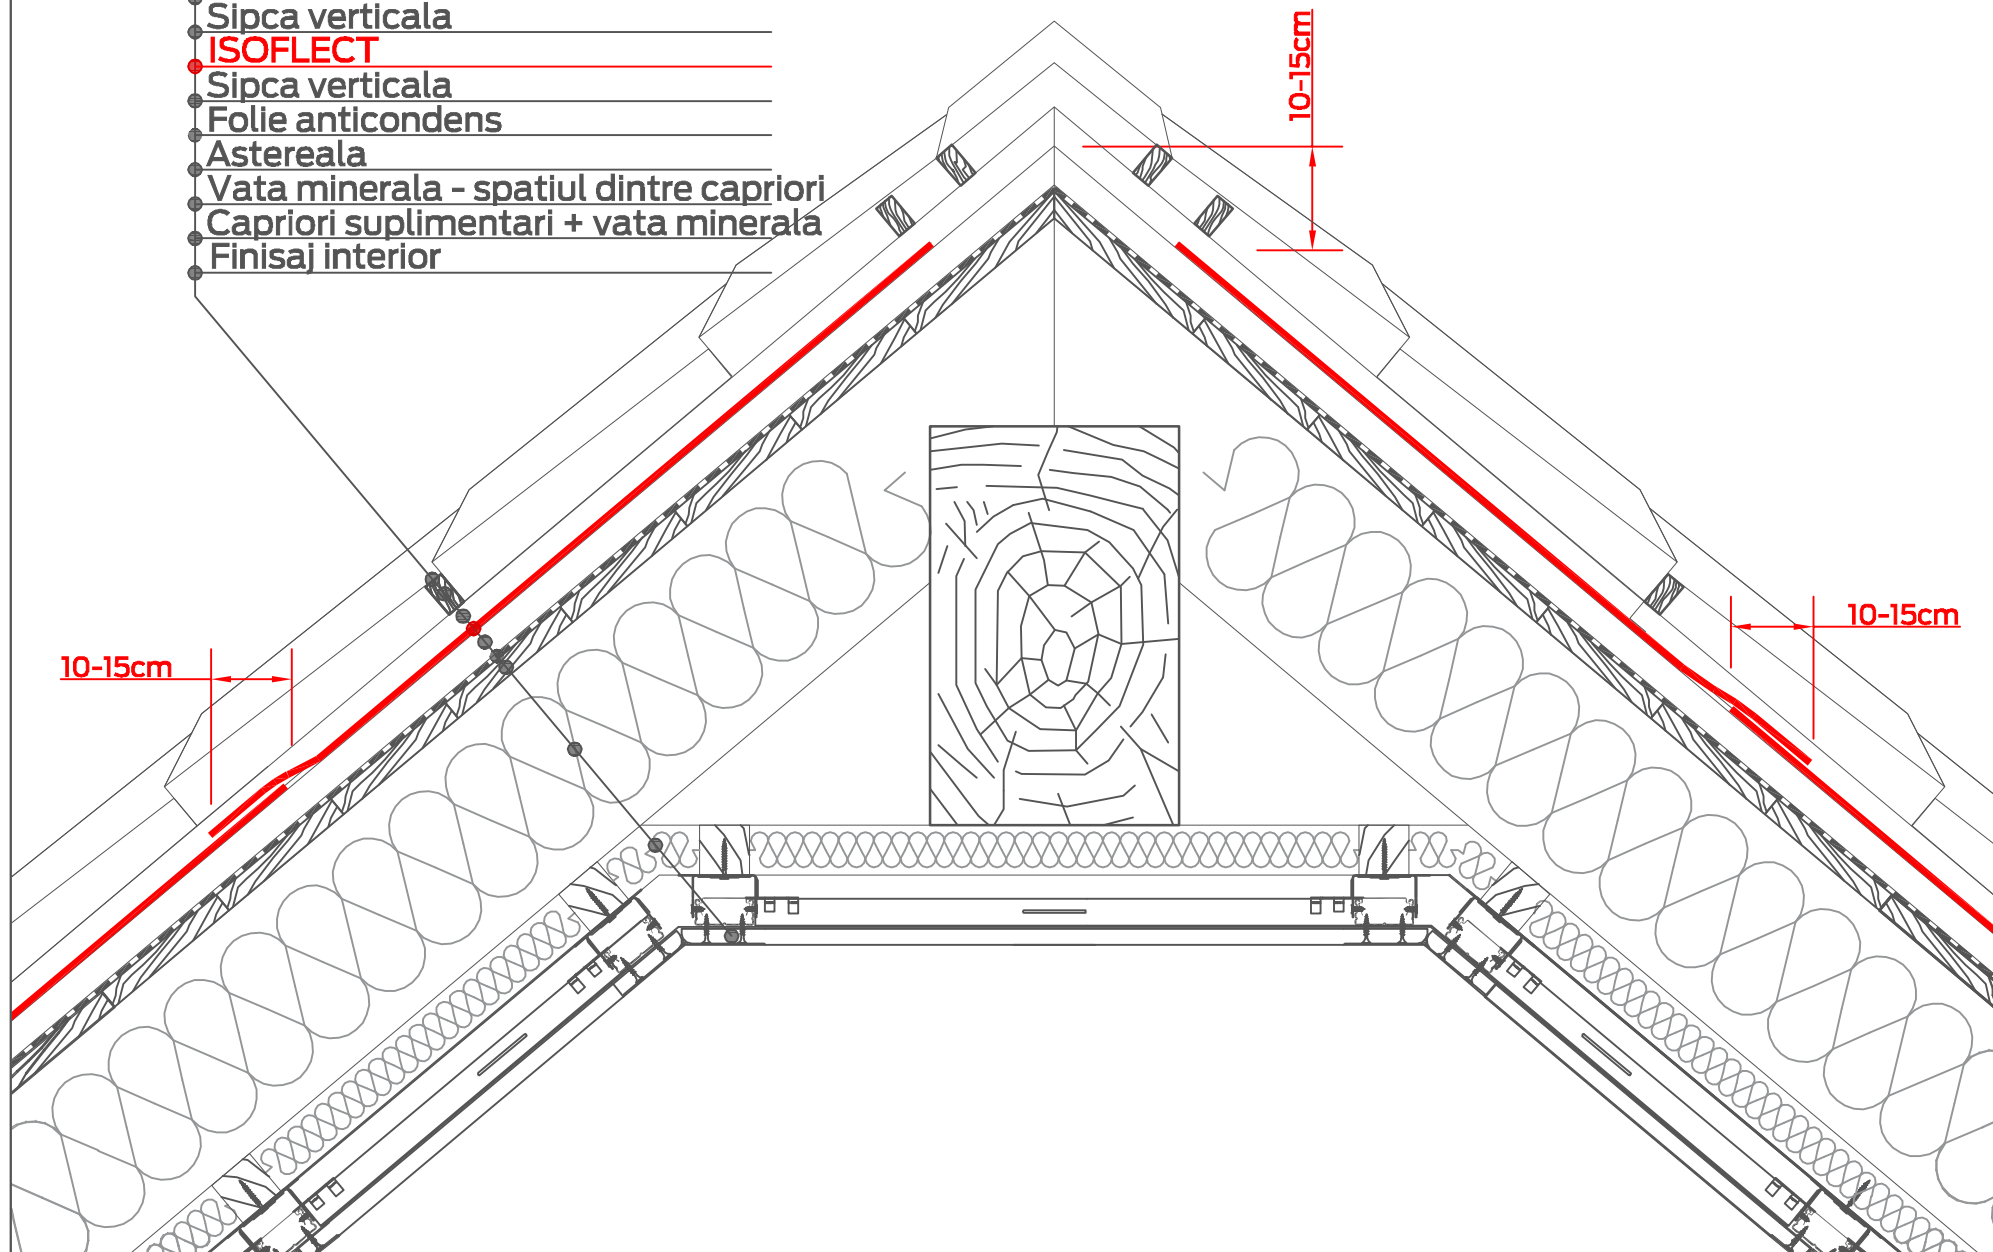 Sipca verticala
ISOFLECT
Sipca verticala
Folie anticondens
Astereala
Vata minerala - spatiul dintre capriori
Capriori suplimentari + vata minerala
Finisaj interior
10-15cm
10-15cm
10-15cm